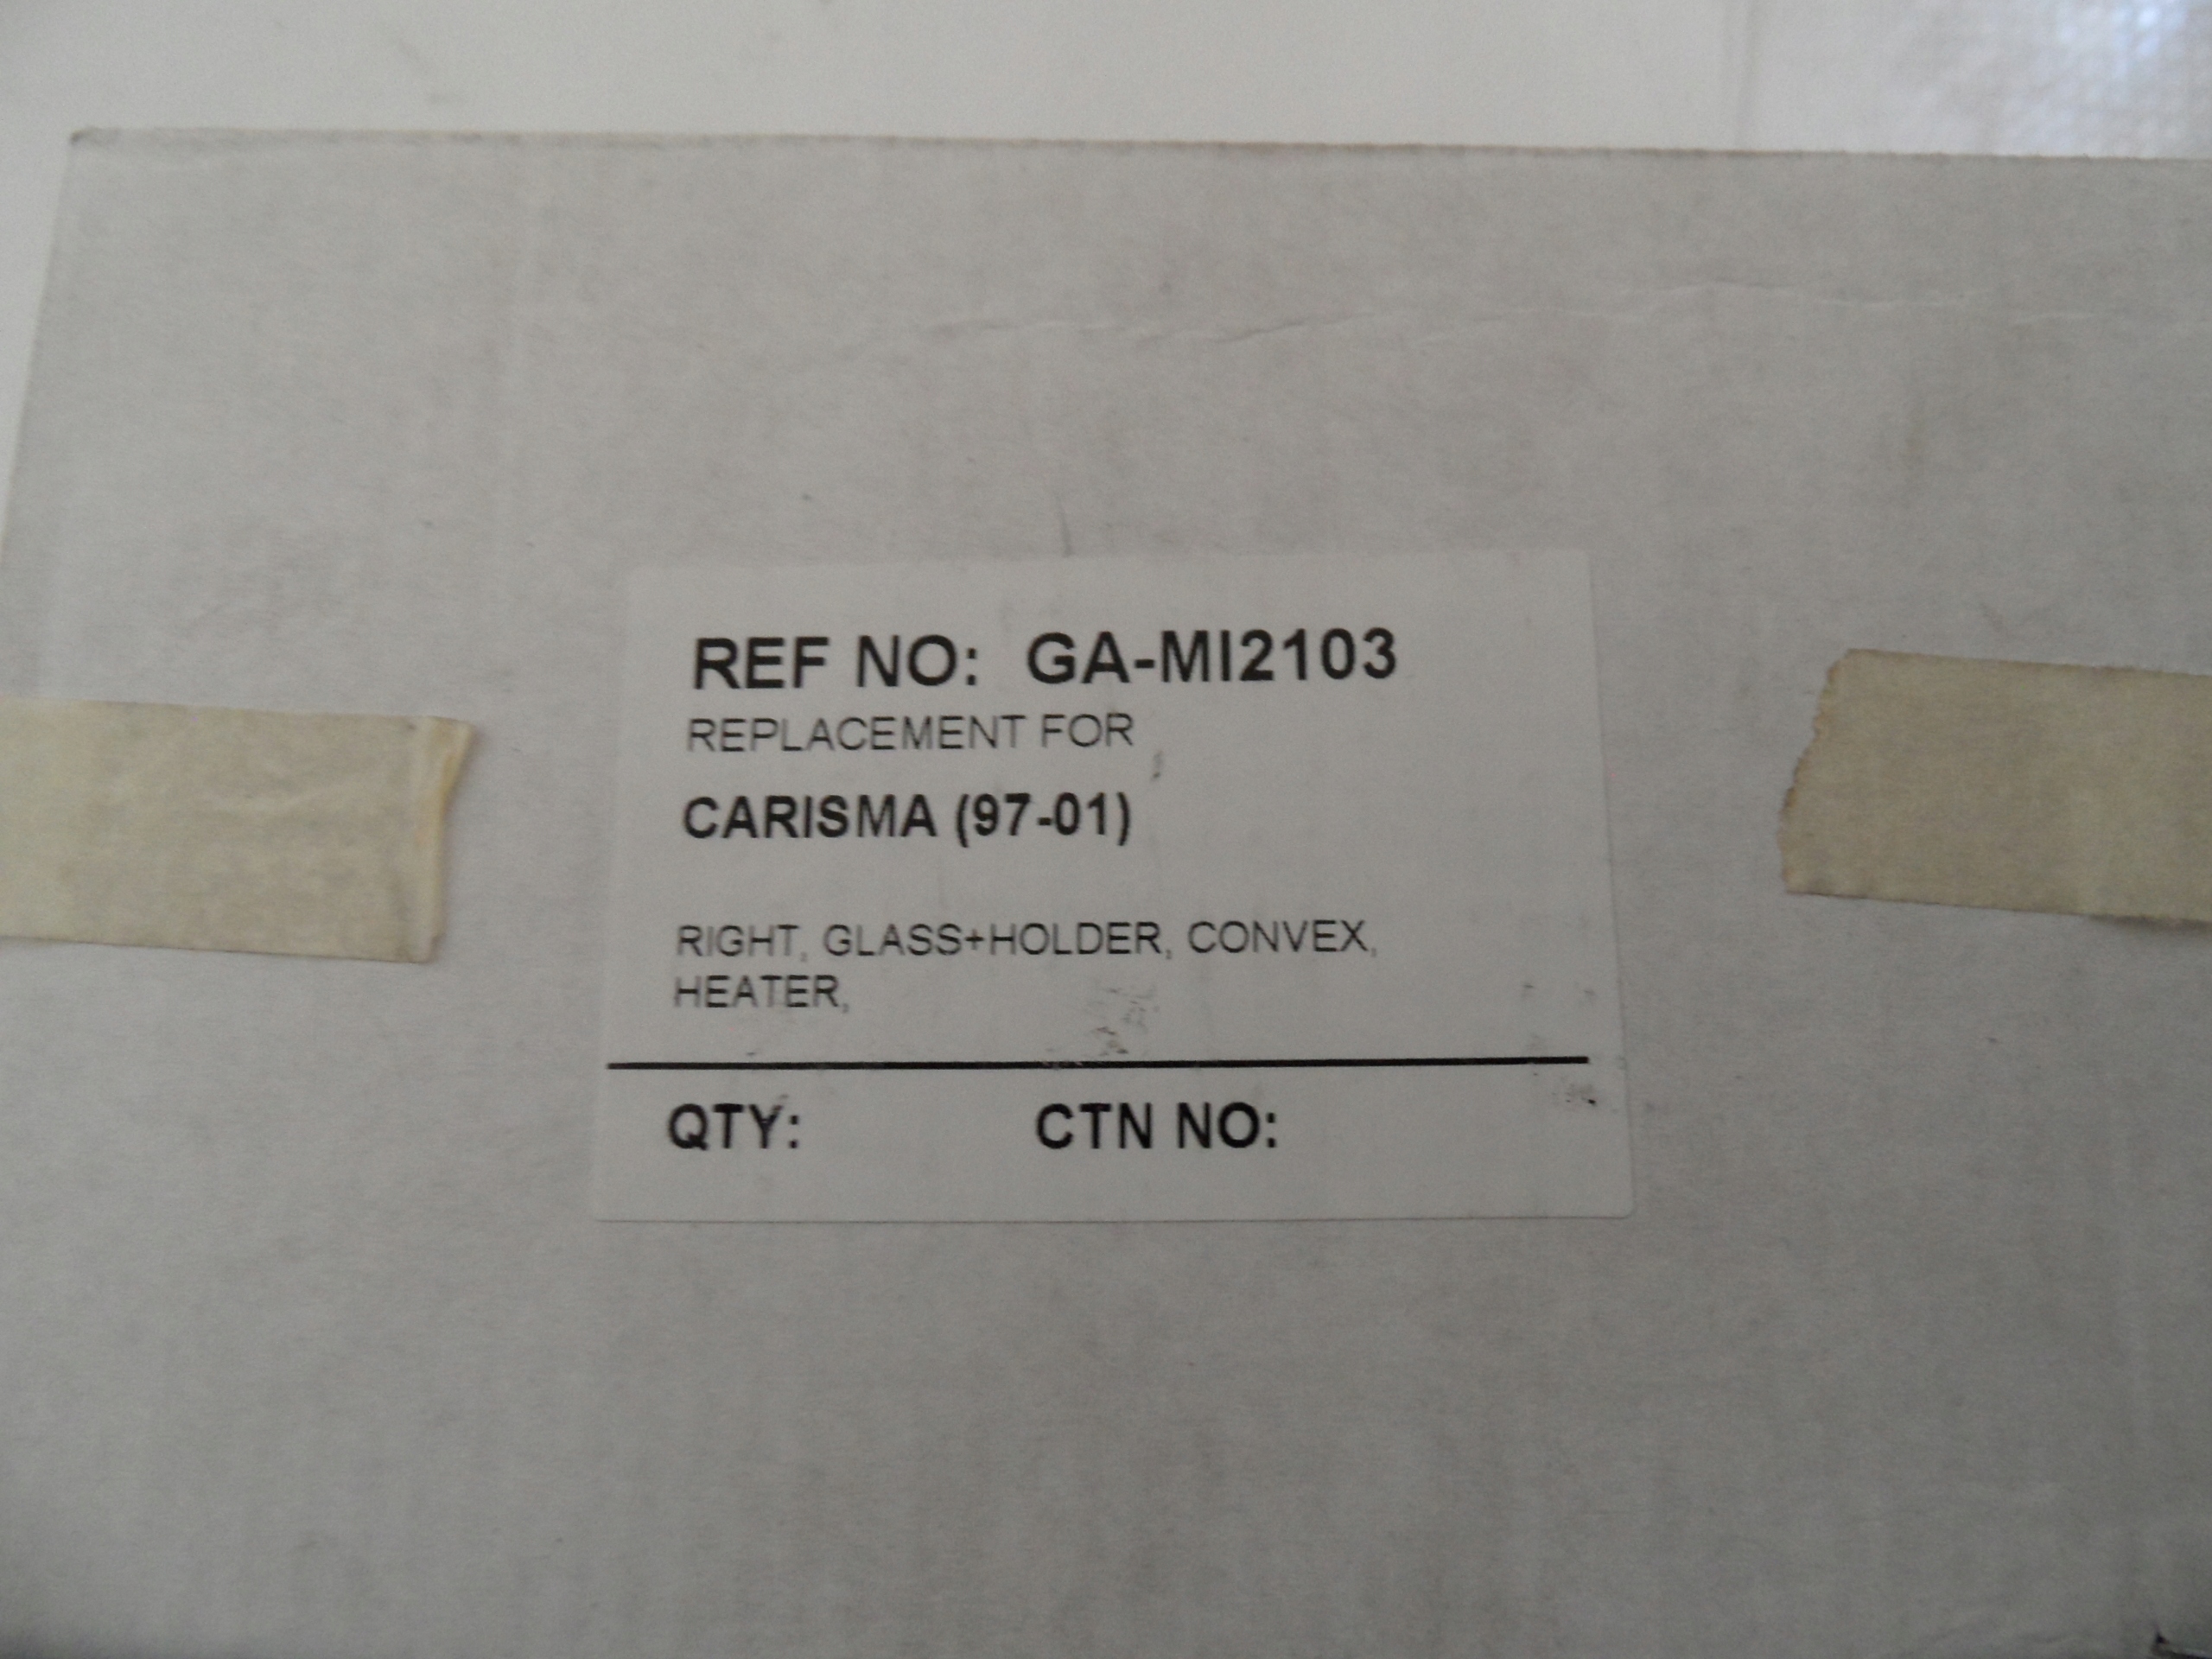 REF NO: GA-MI2103
REPLACEMENT FOR
CARISMA (97-01)
RIGHT, GLASS+HOLDER, CONVEX,
HEATER,
QTY: CTN NO: